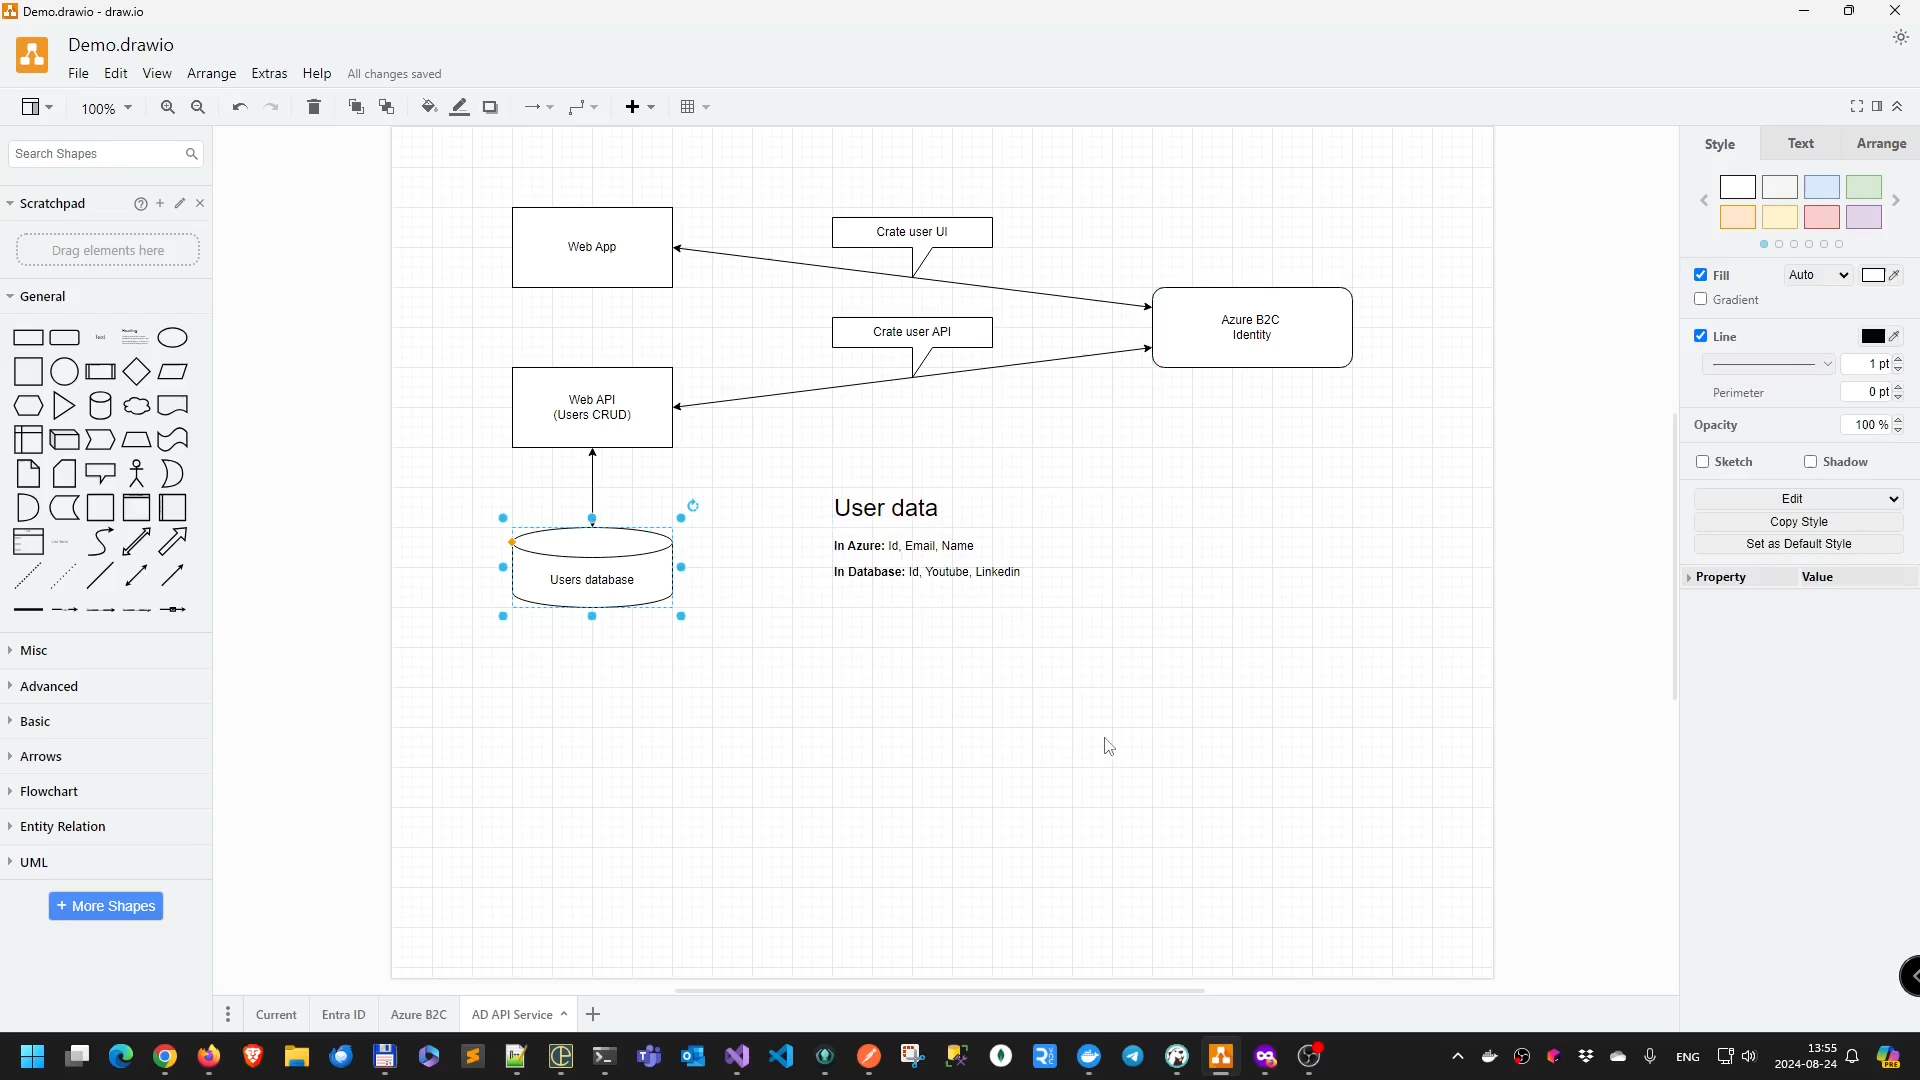 Demo.drawio - draw.io
Demo.drawio
File Edit View Arrange Extras Help All changes saved
100%
Search Shapes
Scratchpad
Drag elements here
General
Text
Heading
Misc
Advanced
Basic
Arrows
Flowchart
Entity Relation
UML
+ More Shapes
Web App
Crate user UI
Azure B2C
Identity
Crate user API
Web API
(Users CRUD)
Users database
User data
In Azure: Id, Email, Name
In Database: Id, Youtube, Linkedin
Style Text Arrange
Fill Auto
Gradient
Line
1 pt
Perimeter 0 pt
Opacity 100 %
Sketch Shadow
Edit
Copy Style
Set as Default Style
Property Value
Current Entra ID Azure B2C AD API Service
ENG
13:55
2024-08-24
PRE